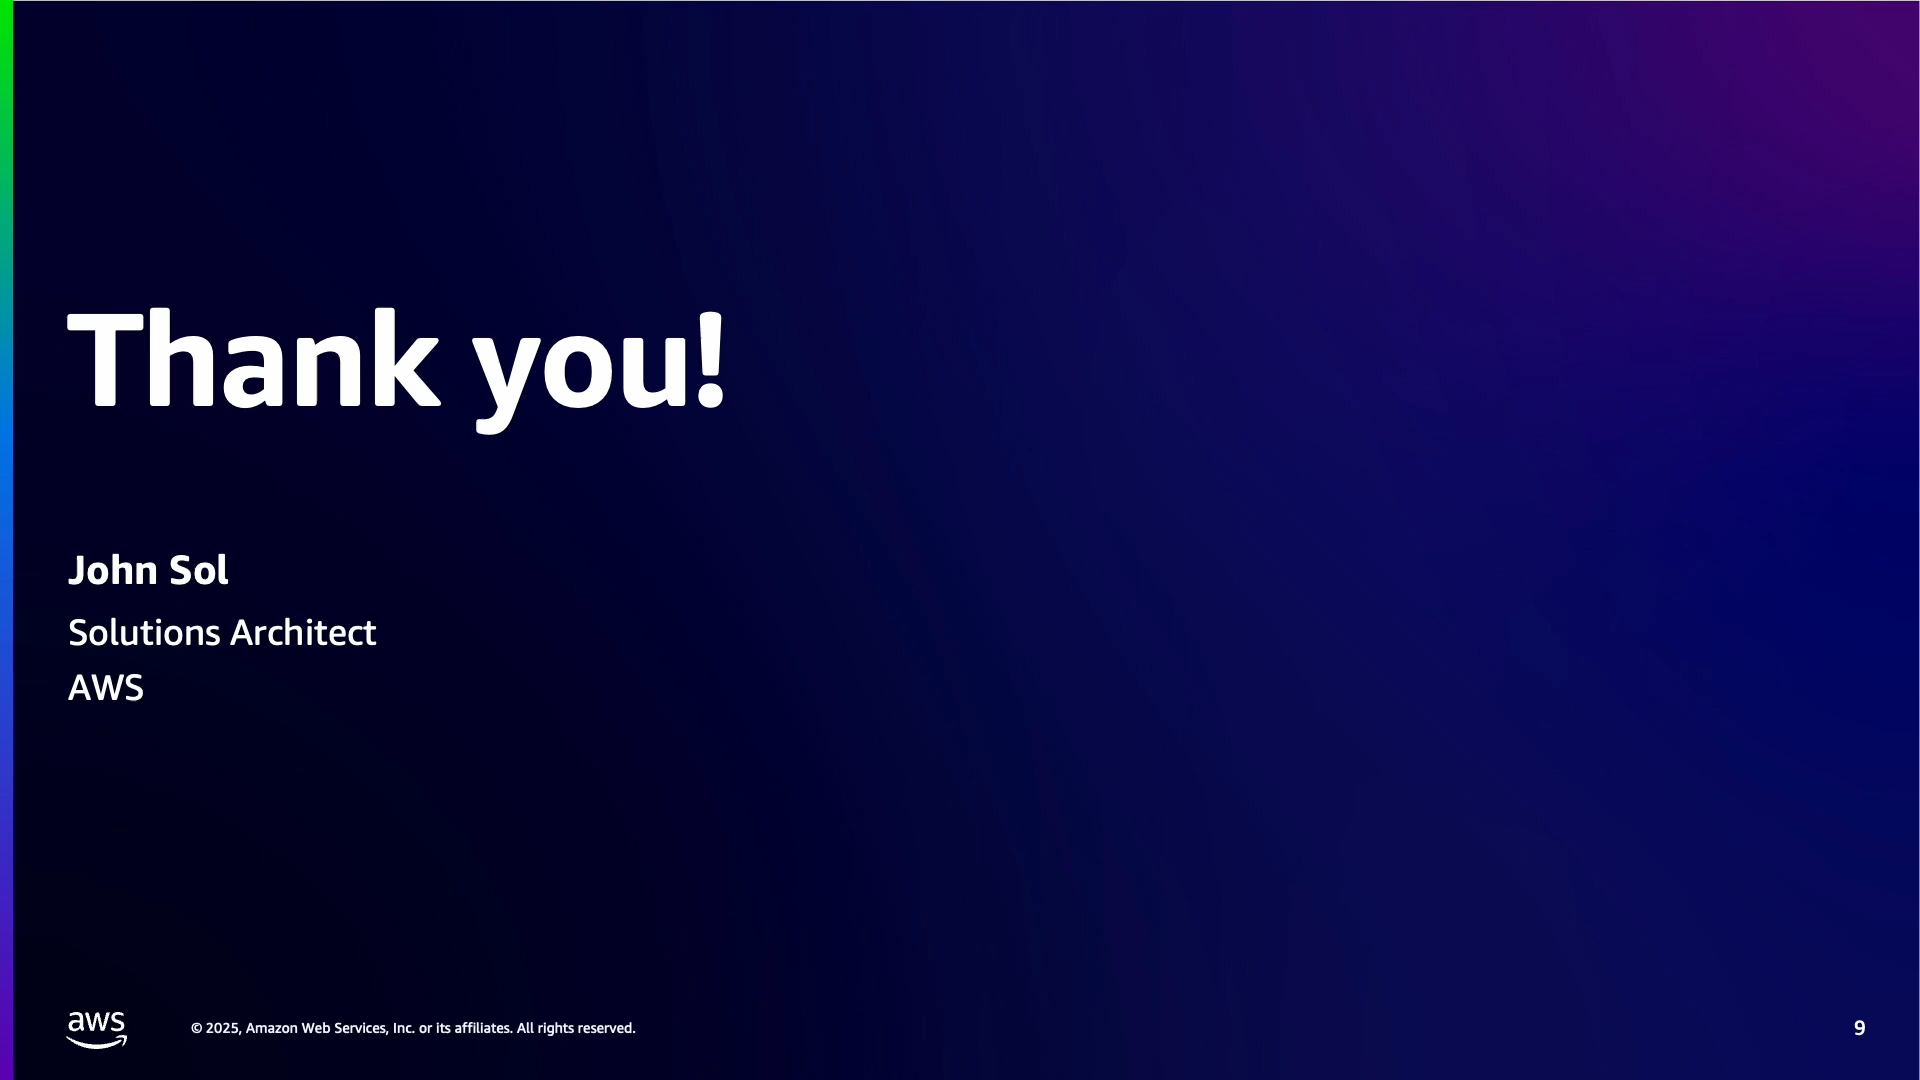 Thank you!
John Sol
Solutions Architect
AWS
aws
© 2025, Amazon Web Services, Inc. or its affiliates. All rights reserved.
9